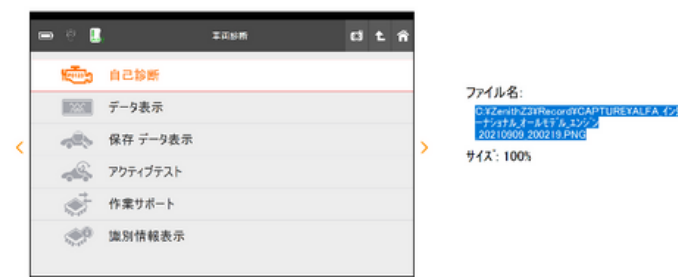 車両診断
自己診断
データ表示
保存 データ表示
アクティブテスト
作業サポート
識別情報表示
ファイル名:
C:¥Zenith¥Z3¥Record¥CAPTURE¥ALFA インタ
ーナショナル_オールモデル_エンジン
_20210909_200219.PNG
サイズ: 100%